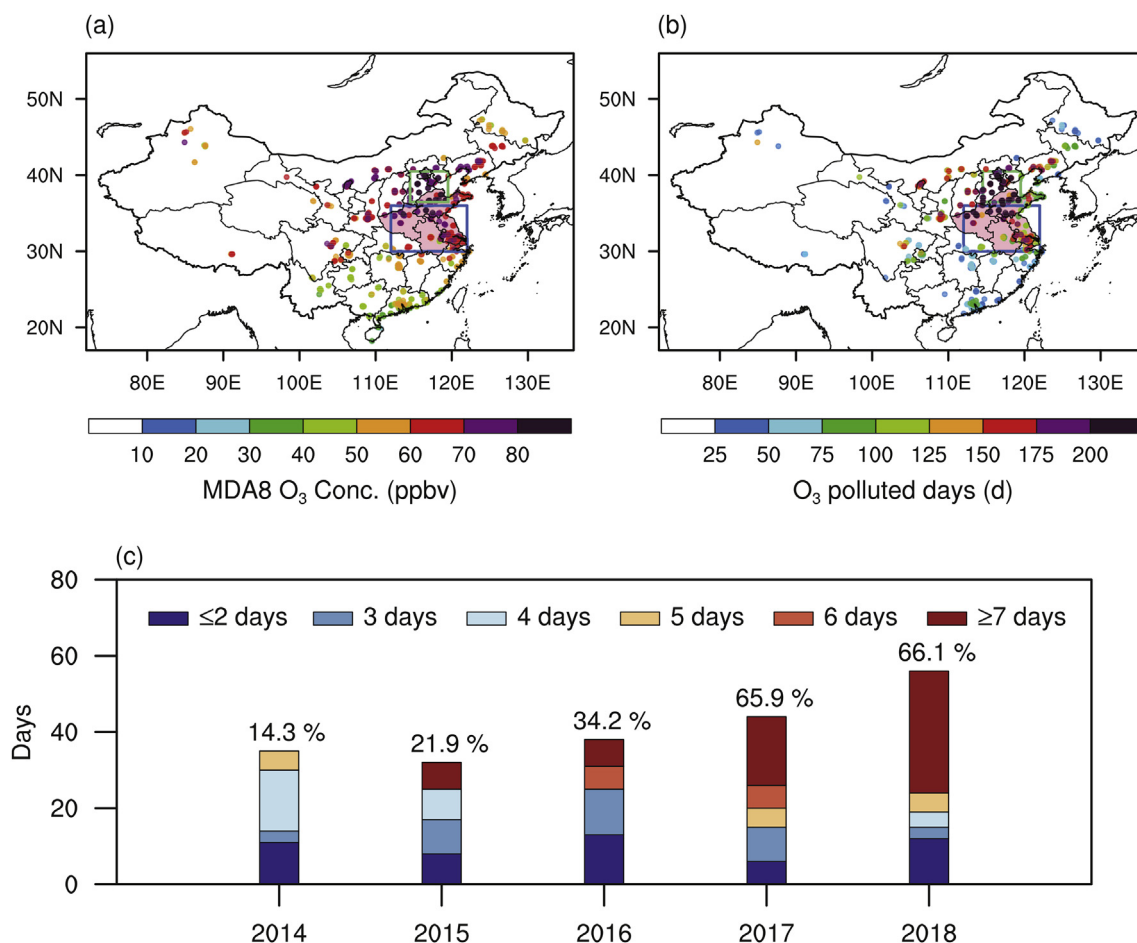 (a)
(b)
50N
40N
30N
20N
80E 90E 100E 110E 120E 130E
50N
40N
30N
20N
80E 90E 100E 110E 120E 130E
10 20 30 40 50 60 70 80
MDA8 O₃ Conc. (ppbv)
25 50 75 100 125 150 175 200
O₃ polluted days (d)
(c)
80
60
40
20
0
Days
≤2 days 3 days 4 days 5 days 6 days ≥7 days
14.3 %
21.9 %
34.2 %
65.9 %
66.1 %
2014 2015 2016 2017 2018